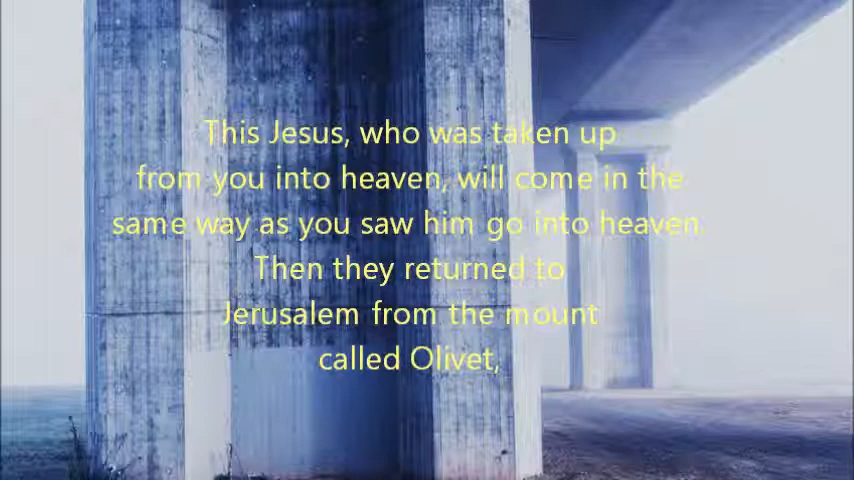 This Jesus, who was taken up
from you into heaven, will come in the
same way as you saw him go into heaven.
Then they returned to
Jerusalem from the mount
called Olivet,